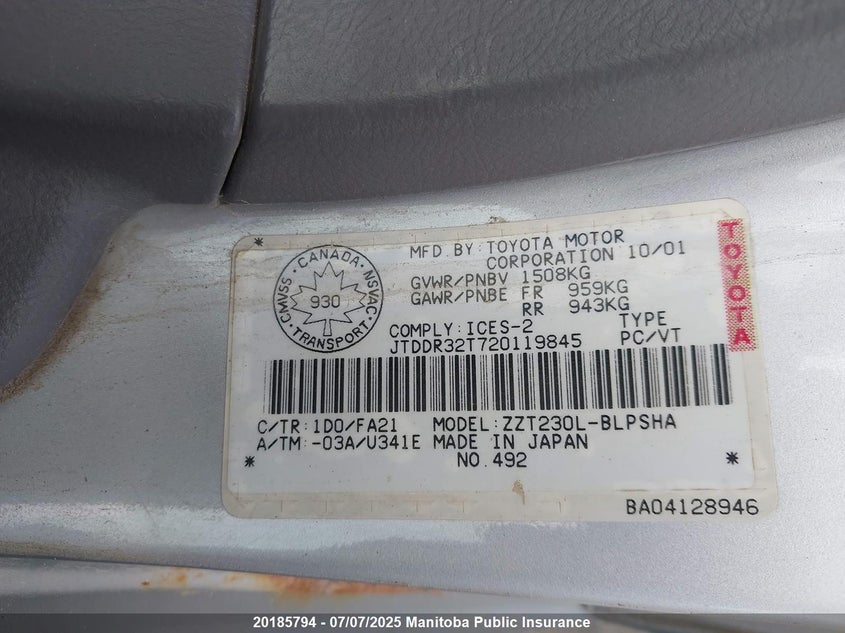 MFD. BY: TOYOTA MOTOR
CORPORATION 10/01
GVWR/PNBV 1508KG
GAWR/PNBE FR 959KG
RR 943KG
COMPLY: ICES-2 TYPE
JTDDR32T720119845 PC/VT
CANADA
CMVSS
NSVAC
930
TRANSPORT
TOYOTA
C/TR: 1D0/FA21 MODEL: ZZT230L-BLPSHA
A/TM: -03A/U341E MADE IN JAPAN
NO. 492
BA04128946
20185794 - 07/07/2025 Manitoba Public Insurance